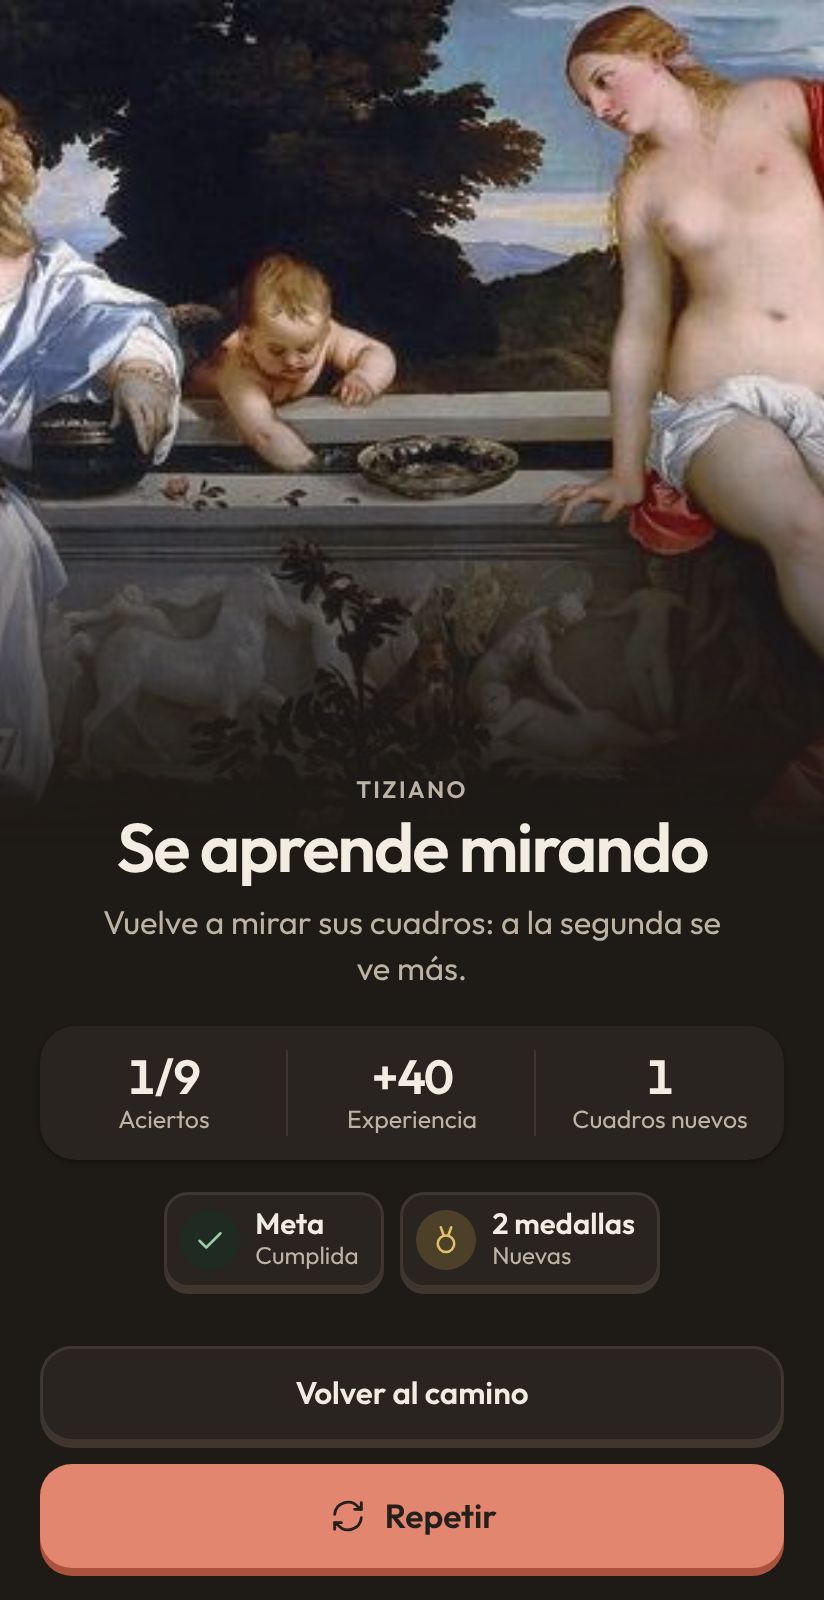 TIZIANO
Se aprende mirando
Vuelve a mirar sus cuadros: a la segunda se
ve más.
1/9
Aciertos
+40
Experiencia
1
Cuadros nuevos
Meta
Cumplida
2 medallas
Nuevas
Volver al camino
Repetir